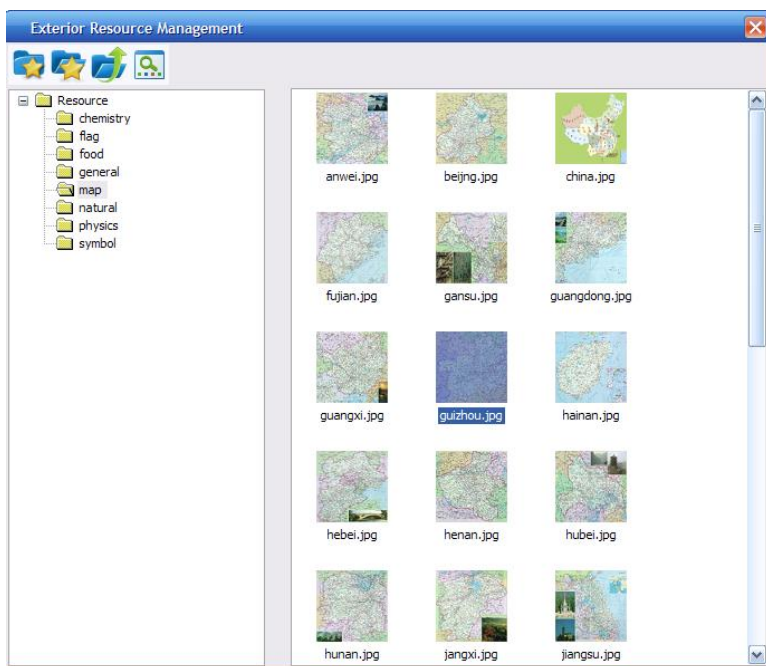 Exterior Resource Management
Resource
chemistry
flag
food
general
map
natural
physics
symbol
anwei.jpg
beijng.jpg
china.jpg
fujian.jpg
gansu.jpg
guangdong.jpg
guangxi.jpg
guizhou.jpg
hainan.jpg
hebei.jpg
henan.jpg
hubei.jpg
hunan.jpg
jangxi.jpg
jiangsu.jpg